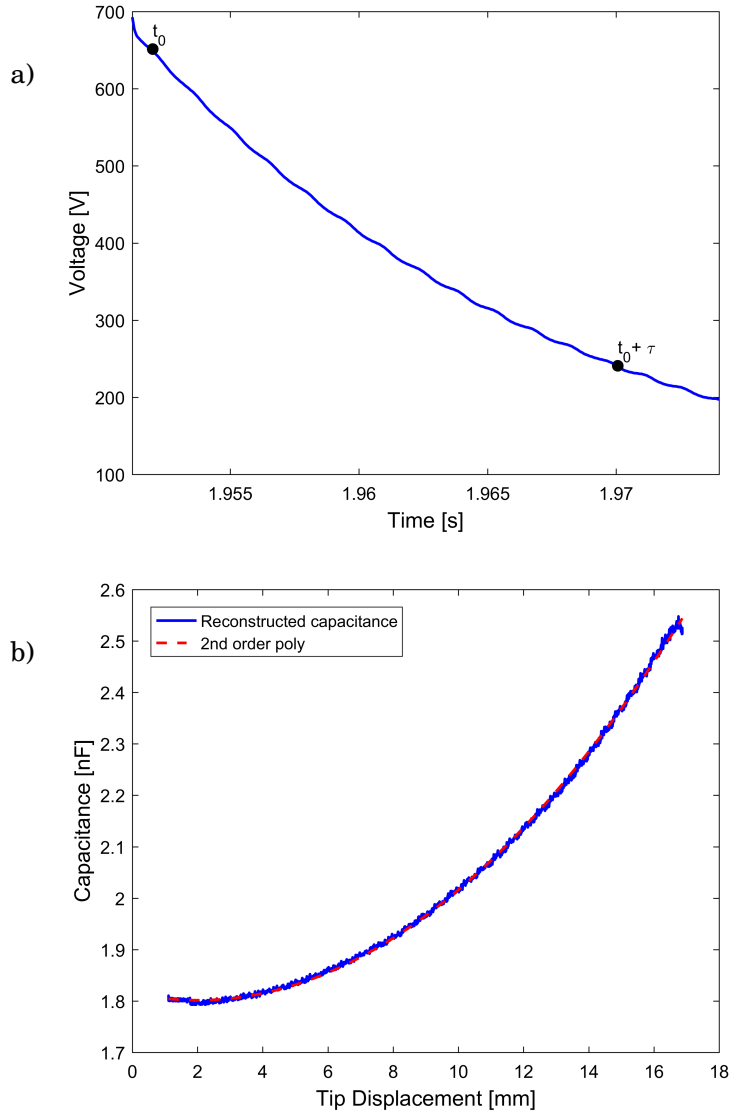 a)
700
600
500
400
300
200
100
Voltage [V]
t0
t0+ τ
1.955 1.96 1.965 1.97
Time [s]
b)
2.6
2.5
2.4
2.3
2.2
2.1
2
1.9
1.8
1.7
Capacitance [nF]
Reconstructed capacitance
2nd order poly
0 2 4 6 8 10 12 14 16 18
Tip Displacement [mm]